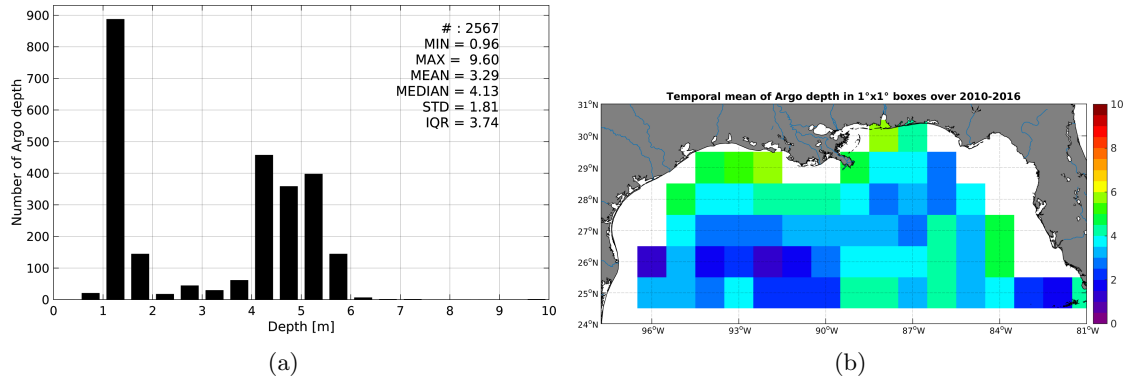 900
800
700
600
500
400
300
200
100
0
Number of Argo depth
# : 2567
MIN = 0.96
MAX = 9.60
MEAN = 3.29
MEDIAN = 4.13
STD = 1.81
IQR = 3.74
0 1 2 3 4 5 6 7 8 9 10
Depth [m]
(a)
Temporal mean of Argo depth in 1°x1° boxes over 2010-2016
31°N
30°N
29°N
28°N
27°N
26°N
25°N
24°N
96°W 93°W 90°W 87°W 84°W 81°W
10
8
6
4
2
0
(b)